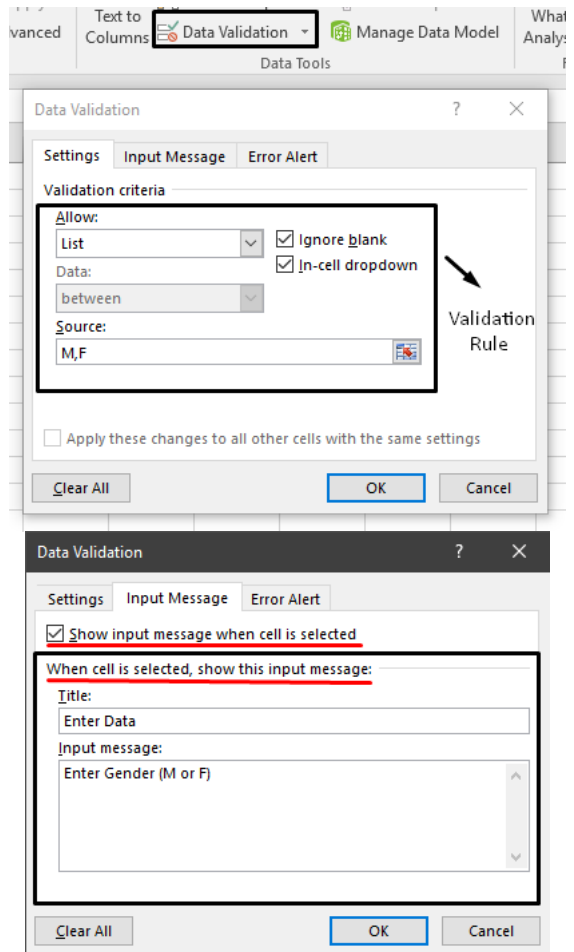 Text to
Columns
Data Validation
Manage Data Model
What
Data Tools
Data Validation
?
Settings
Input Message
Error Alert
Validation criteria
Allow:
List
Ignore blank
In-cell dropdown
Data:
between
Source:
M,F
Validation
Rule
Apply these changes to all other cells with the same settings
Clear All
OK
Cancel
Data Validation
?
Settings
Input Message
Error Alert
Show input message when cell is selected
When cell is selected, show this input message:
Title:
Enter Data
Input message:
Enter Gender (M or F)
Clear All
OK
Cancel